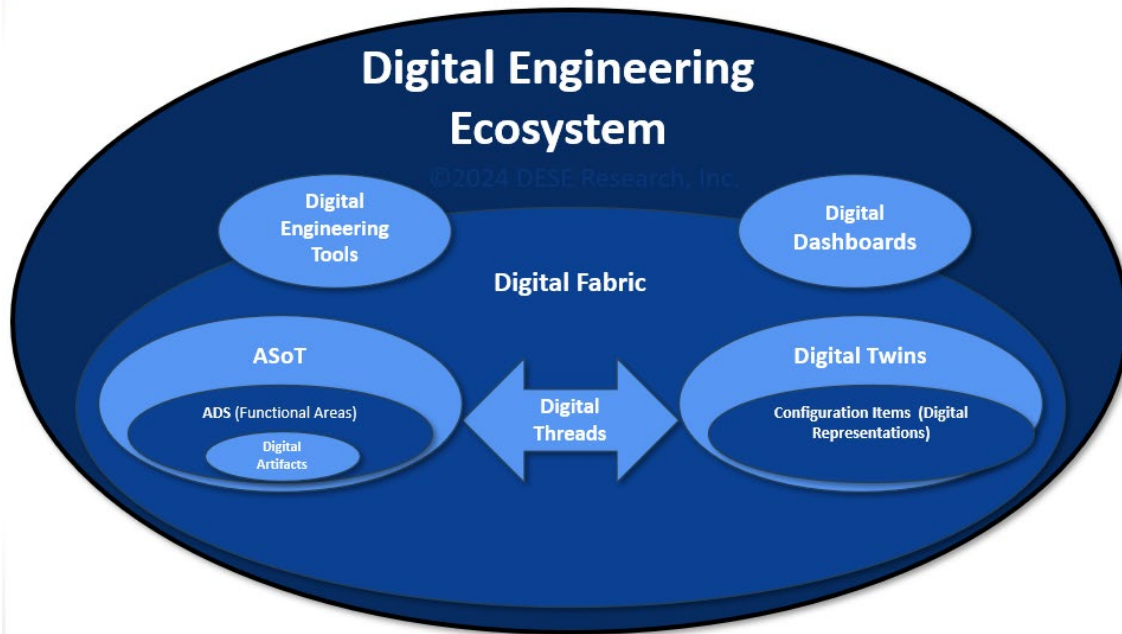 Digital Engineering
Ecosystem
©2024 DESE Research, Inc.
Digital
Engineering
Tools
Digital
Dashboards
Digital Fabric
ASoT
ADS (Functional Areas)
Digital
Artifacts
Digital
Threads
Digital Twins
Configuration Items (Digital
Representations)